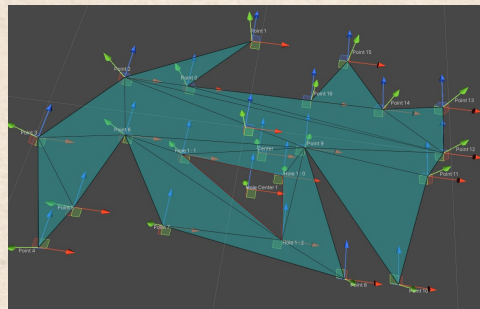 Point 1
Point 15
Point 2
Point 0
Point 16
Point 14
Point 13
Point 3
Point 6
Hole 1 - 1
Center
Point 9
Point 12
Point 11
Hole 1 - 0
Hole Center 1
Point 5
Point 7
Hole 1 - 2
Point 4
Point 8
Point 10